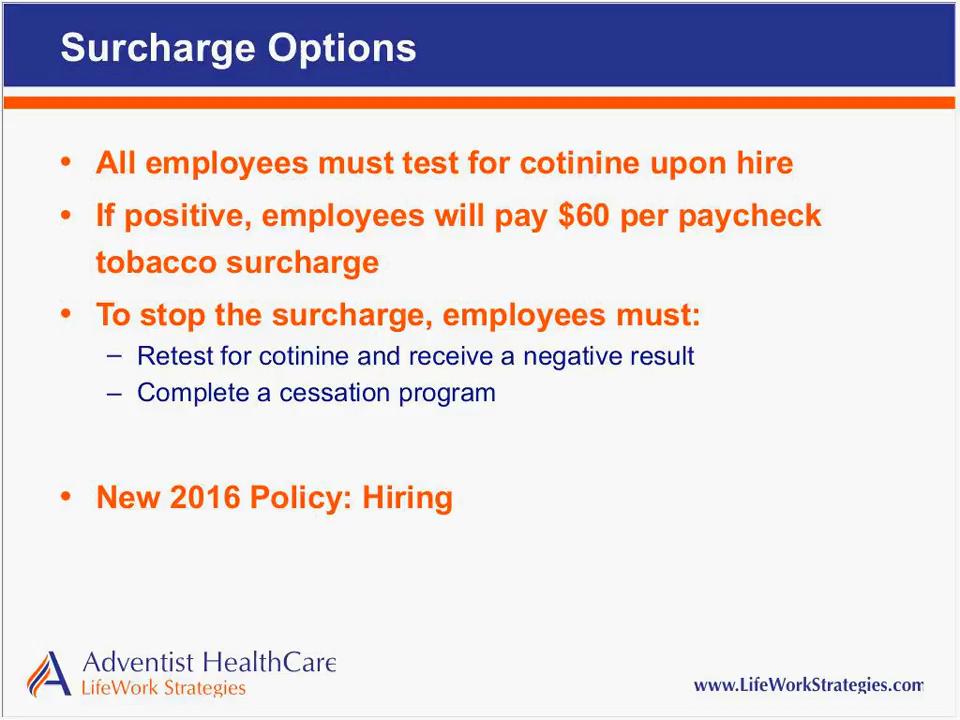 Surcharge Options
• All employees must test for cotinine upon hire
• If positive, employees will pay $60 per paycheck
tobacco surcharge
• To stop the surcharge, employees must:
– Retest for cotinine and receive a negative result
– Complete a cessation program
• New 2016 Policy: Hiring
Adventist HealthCare
LifeWork Strategies
www.LifeWorkStrategies.com